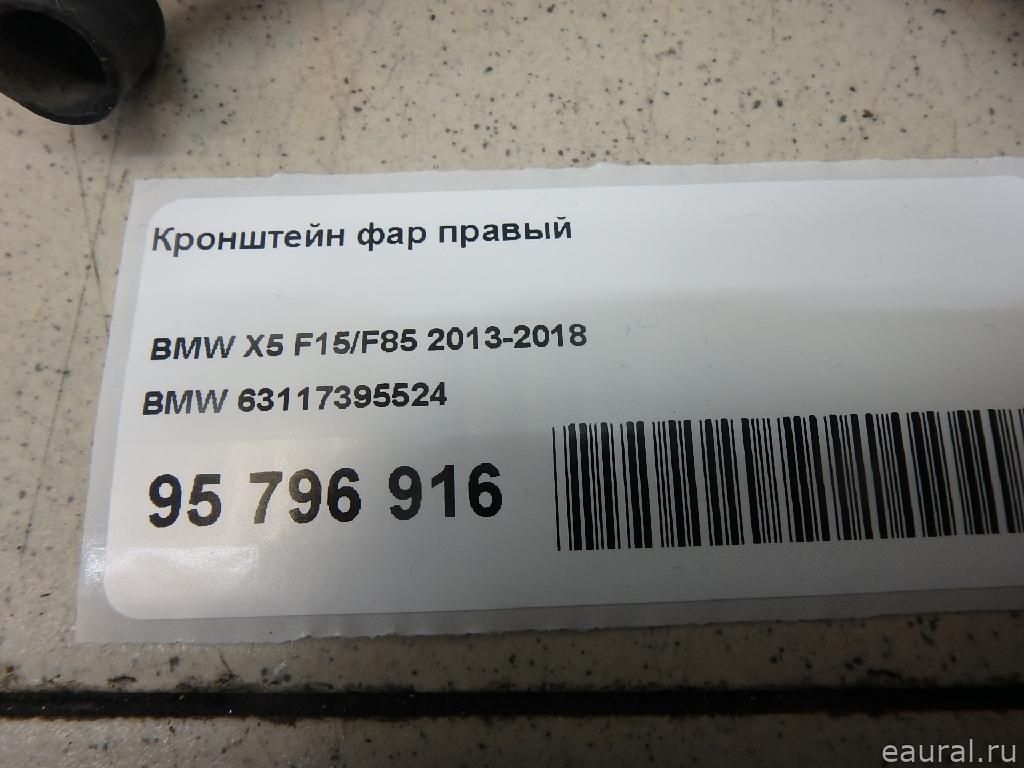 Кронштейн фар правый
BMW X5 F15/F85 2013-2018
BMW 63117395524
95 796 916
eaural.ru